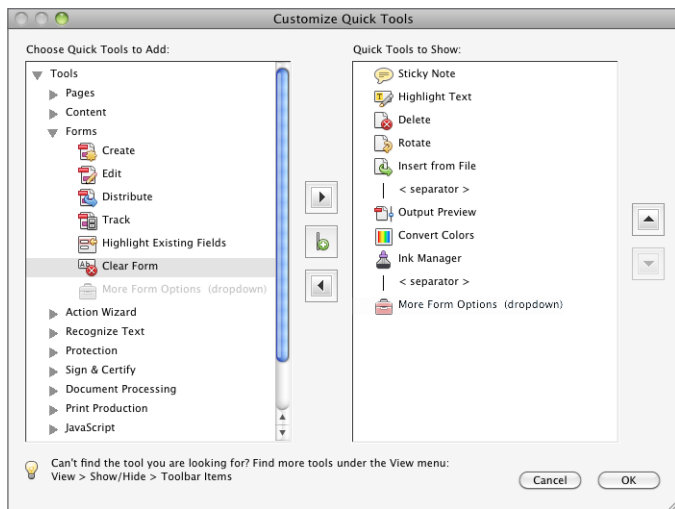 Customize Quick Tools
Choose Quick Tools to Add:
Tools
Pages
Content
Forms
Create
Edit
Distribute
Track
Highlight Existing Fields
Clear Form
More Form Options (dropdown)
Action Wizard
Recognize Text
Protection
Sign & Certify
Document Processing
Print Production
JavaScript
Quick Tools to Show:
Sticky Note
Highlight Text
Delete
Rotate
Insert from File
< separator >
Output Preview
Convert Colors
Ink Manager
< separator >
More Form Options (dropdown)
Can't find the tool you are looking for? Find more tools under the View menu:
View > Show/Hide > Toolbar Items
Cancel
OK